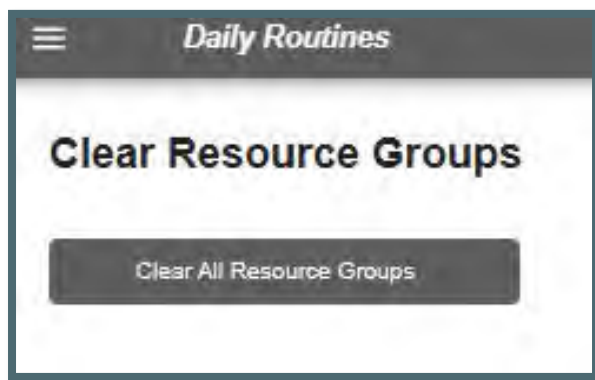 Daily Routines
Clear Resource Groups
Clear All Resource Groups